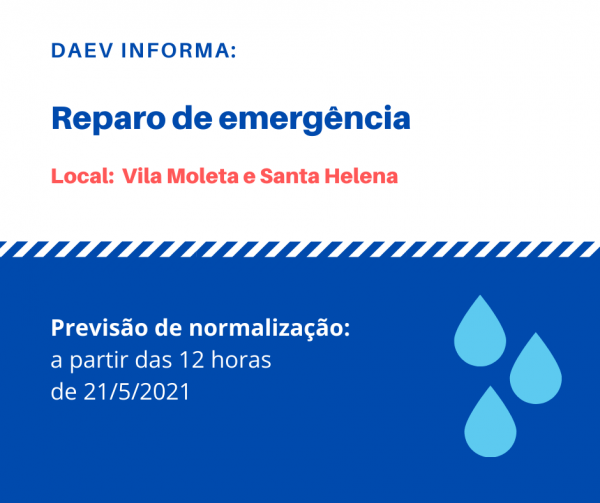 DAEV INFORMA:
Reparo de emergência
Local: Vila Moleta e Santa Helena
Previsão de normalização:
a partir das 12 horas
de 21/5/2021